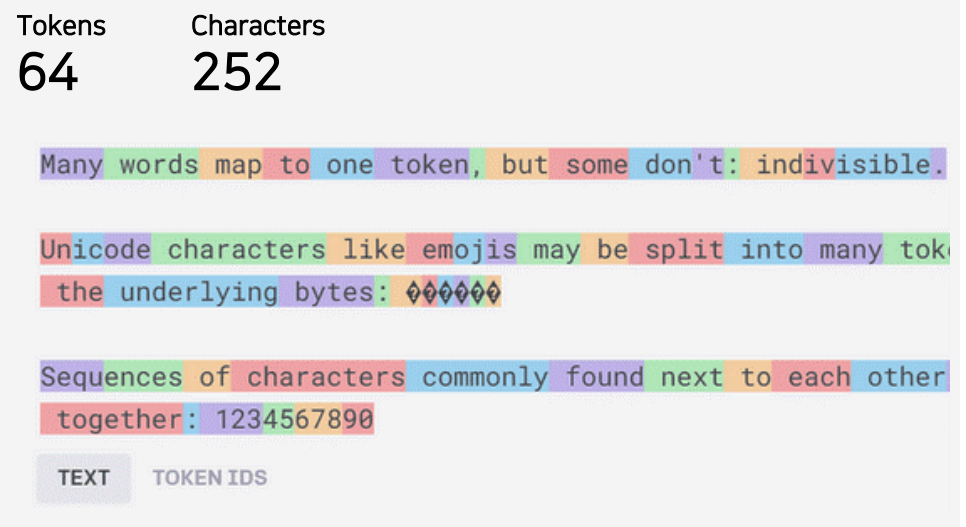 Tokens Characters
64 252
Many words map to one token, but some don't: indivisible.
Unicode characters like emojis may be split into many toke
the underlying bytes: ������
Sequences of characters commonly found next to each other
together: 1234567890
TEXT TOKEN IDS